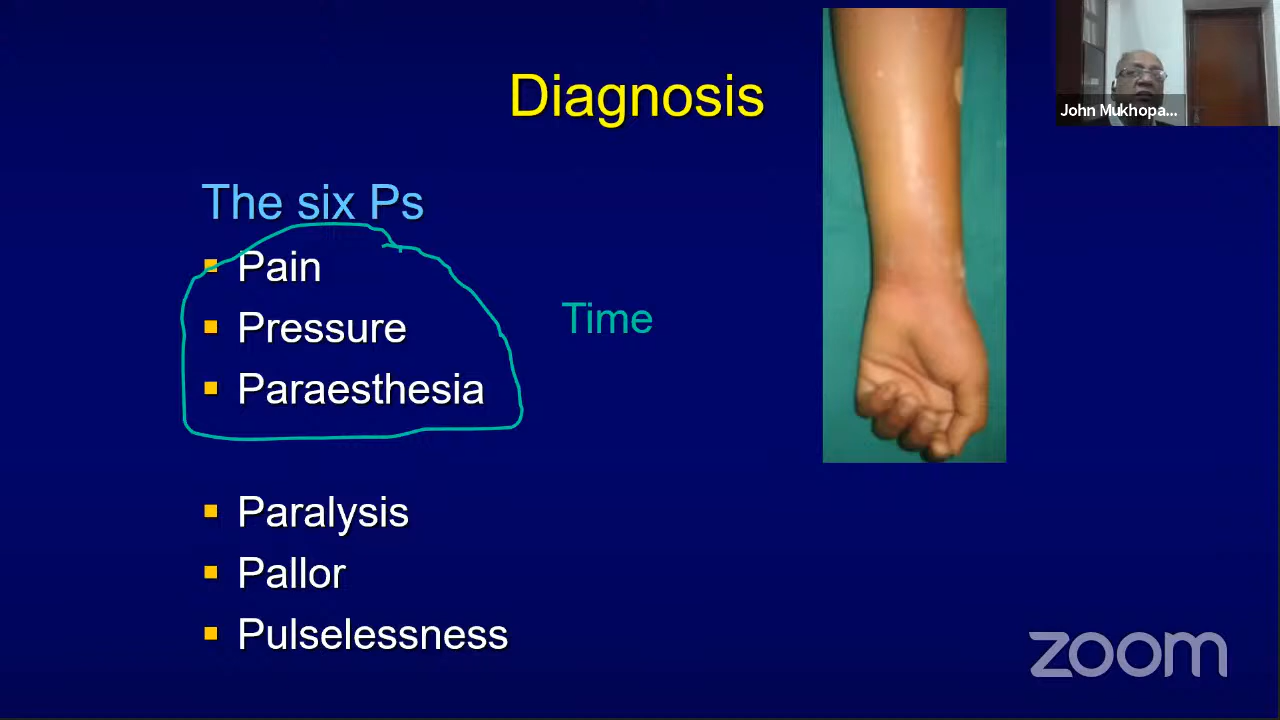 Diagnosis
John Mukhopa...
The six Ps
Pain
Pressure
Time
Paraesthesia
Paralysis
Pallor
Pulselessness
zoom